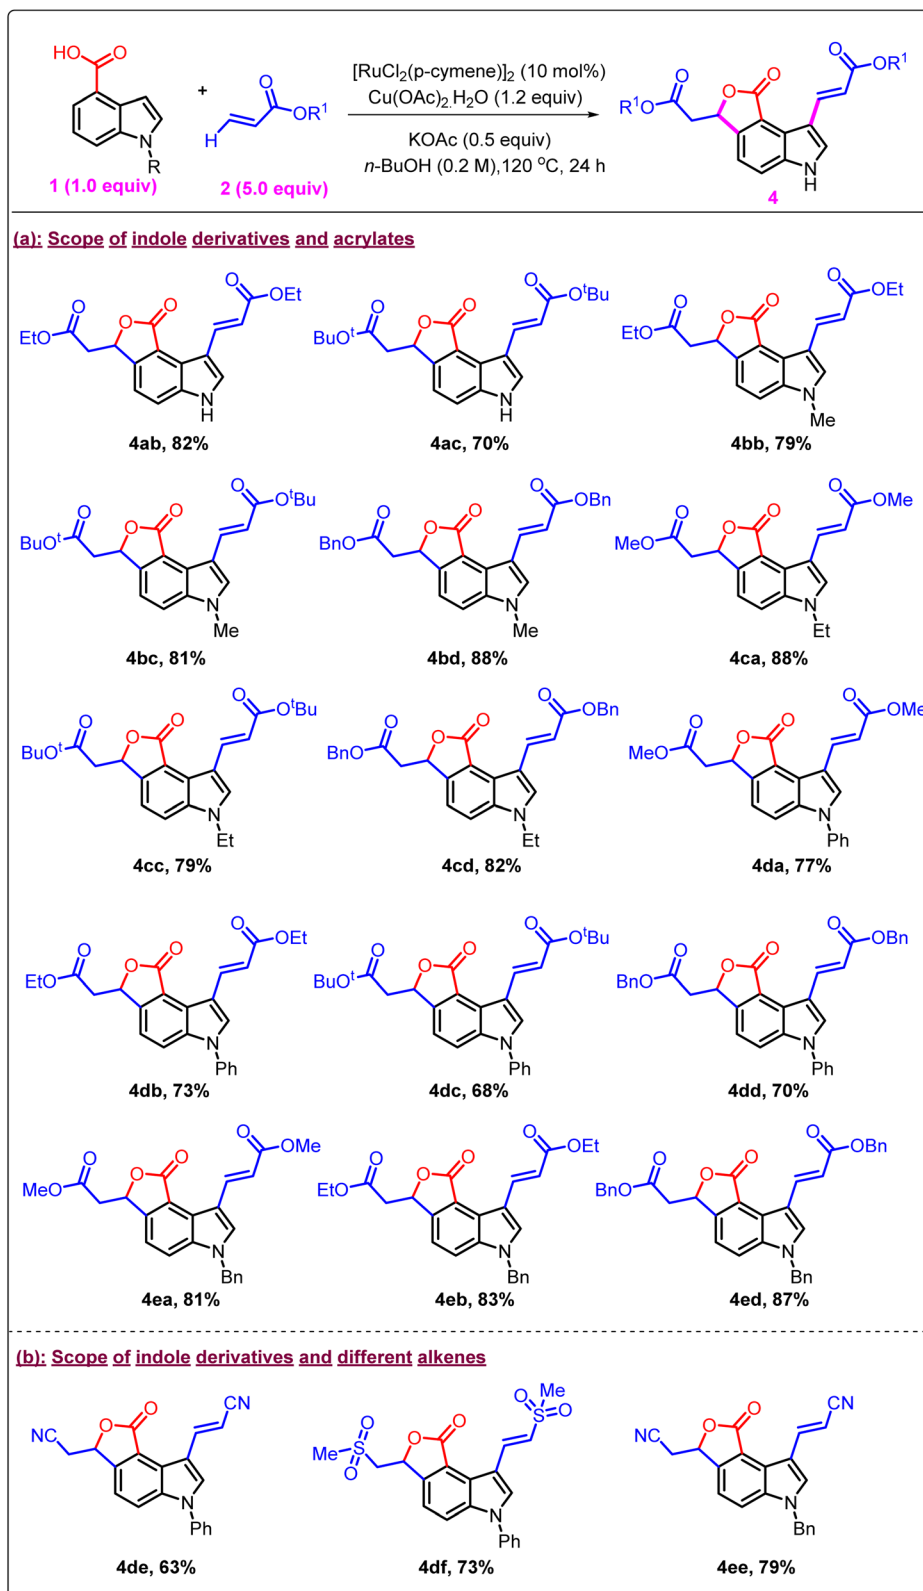 HO
O
N
R
1 (1.0 equiv)
+
H
O
OR¹
2 (5.0 equiv)
[RuCl₂(p-cymene)]₂ (10 mol%)
Cu(OAc)₂.H₂O (1.2 equiv)
KOAc (0.5 equiv)
n-BuOH (0.2 M),120 °C, 24 h
R¹O
O
O
O
O
OR¹
N
H
4
(a): Scope of indole derivatives and acrylates
EtO
O
O
O
O
OEt
N
H
4ab, 82%
BuOᵗ
O
O
O
O
OᵗBu
N
H
4ac, 70%
EtO
O
O
O
O
OEt
N
Me
4bb, 79%
BuOᵗ
O
O
O
O
OᵗBu
N
Me
4bc, 81%
BnO
O
O
O
O
OBn
N
Me
4bd, 88%
MeO
O
O
O
O
OMe
N
Et
4ca, 88%
BuOᵗ
O
O
O
O
OᵗBu
N
Et
4cc, 79%
BnO
O
O
O
O
OBn
N
Et
4cd, 82%
MeO
O
O
O
O
OMe
N
Ph
4da, 77%
EtO
O
O
O
O
OEt
N
Ph
4db, 73%
BuOᵗ
O
O
O
O
OᵗBu
N
Ph
4dc, 68%
BnO
O
O
O
O
OBn
N
Ph
4dd, 70%
MeO
O
O
O
O
OMe
N
Bn
4ea, 81%
EtO
O
O
O
O
OEt
N
Bn
4eb, 83%
BnO
O
O
O
O
OBn
N
Bn
4ed, 87%
(b): Scope of indole derivatives and different alkenes
NC
O
O
CN
N
Ph
4de, 63%
Me
S
O
O
O
O
Me
O
S
O
N
Ph
4df, 73%
NC
O
O
CN
N
Bn
4ee, 79%